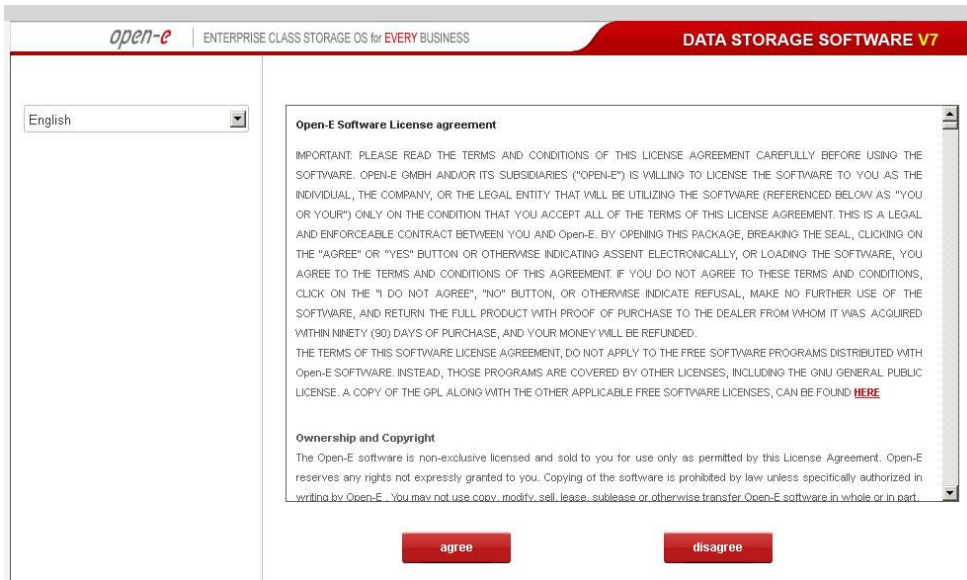 open-e
ENTERPRISE CLASS STORAGE OS for EVERY BUSINESS
DATA STORAGE SOFTWARE V7
English
Open-E Software License agreement
IMPORTANT: PLEASE READ THE TERMS AND CONDITIONS OF THIS LICENSE AGREEMENT CAREFULLY BEFORE USING THE
SOFTWARE. OPEN-E GMBH AND/OR ITS SUBSIDIARIES ("OPEN-E") IS WILLING TO LICENSE THE SOFTWARE TO YOU AS THE
INDIVIDUAL, THE COMPANY, OR THE LEGAL ENTITY THAT WILL BE UTILIZING THE SOFTWARE (REFERENCED BELOW AS "YOU
OR YOUR") ONLY ON THE CONDITION THAT YOU ACCEPT ALL OF THE TERMS OF THIS LICENSE AGREEMENT. THIS IS A LEGAL
AND ENFORCEABLE CONTRACT BETWEEN YOU AND Open-E. BY OPENING THIS PACKAGE, BREAKING THE SEAL, CLICKING ON
THE "AGREE" OR "YES" BUTTON OR OTHERWISE INDICATING ASSENT ELECTRONICALLY, OR LOADING THE SOFTWARE, YOU
AGREE TO THE TERMS AND CONDITIONS OF THIS AGREEMENT. IF YOU DO NOT AGREE TO THESE TERMS AND CONDITIONS,
CLICK ON THE "I DO NOT AGREE", "NO" BUTTON, OR OTHERWISE INDICATE REFUSAL, MAKE NO FURTHER USE OF THE
SOFTWARE, AND RETURN THE FULL PRODUCT WITH PROOF OF PURCHASE TO THE DEALER FROM WHOM IT WAS ACQUIRED
WITHIN NINETY (90) DAYS OF PURCHASE, AND YOUR MONEY WILL BE REFUNDED.
THE TERMS OF THIS SOFTWARE LICENSE AGREEMENT, DO NOT APPLY TO THE FREE SOFTWARE PROGRAMS DISTRIBUTED WITH
Open-E SOFTWARE. INSTEAD, THOSE PROGRAMS ARE COVERED BY OTHER LICENSES, INCLUDING THE GNU GENERAL PUBLIC
LICENSE. A COPY OF THE GPL ALONG WITH THE OTHER APPLICABLE FREE SOFTWARE LICENSES, CAN BE FOUND HERE
Ownership and Copyright
The Open-E software is non-exclusive licensed and sold to you for use only as permitted by this License Agreement. Open-E
reserves any rights not expressly granted to you. Copying of the software is prohibited by law unless specifically authorized in
writing by Open-E . You may not use copy, modify, sell, lease, sublease or otherwise transfer Open-E software in whole or in part,
agree
disagree